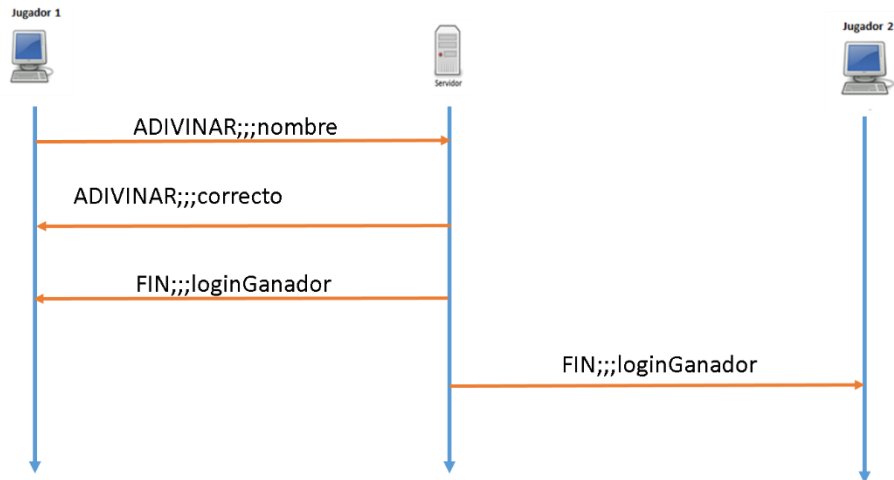 Jugador 1
Servidor
Jugador 2
ADIVINAR;;;nombre
ADIVINAR;;;correcto
FIN;;;loginGanador
FIN;;;loginGanador